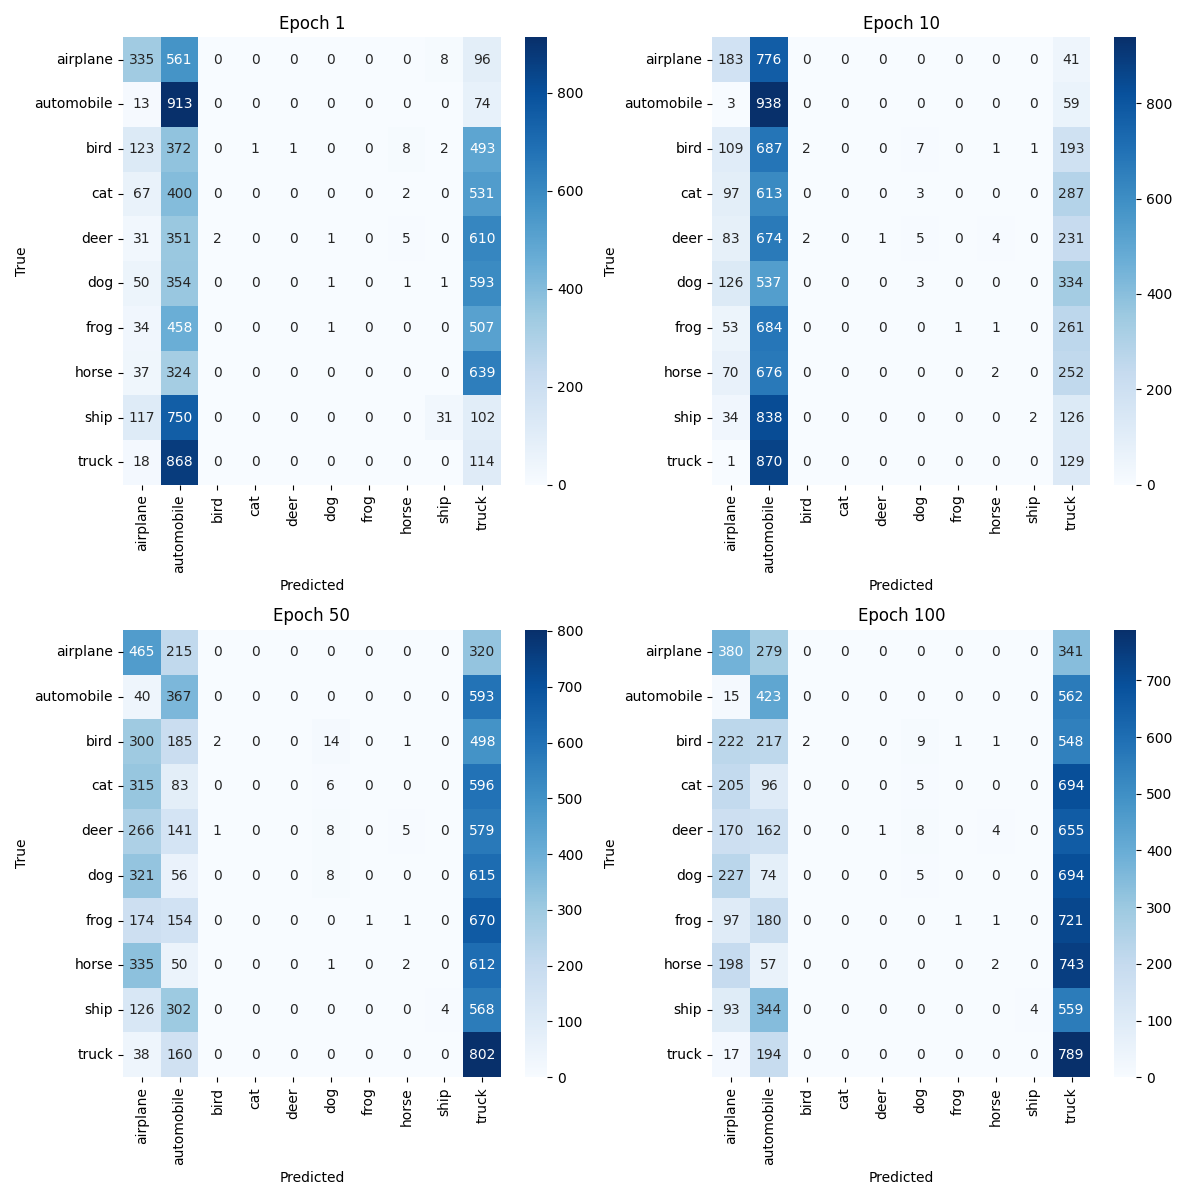 Epoch 1
airplane 335 561 0 0 0 0 0 0 8 96
automobile 13 913 0 0 0 0 0 0 0 74
bird 123 372 0 1 1 0 0 8 2 493
cat 67 400 0 0 0 0 0 2 0 531
deer 31 351 2 0 0 1 0 5 0 610
dog 50 354 0 0 0 1 0 1 1 593
frog 34 458 0 0 0 1 0 0 0 507
horse 37 324 0 0 0 0 0 0 0 639
ship 117 750 0 0 0 0 0 0 31 102
truck 18 868 0 0 0 0 0 0 0 114
airplane automobile bird cat deer dog frog horse ship truck
True
Predicted
800
600
400
200
0
Epoch 10
airplane 183 776 0 0 0 0 0 0 0 41
automobile 3 938 0 0 0 0 0 0 0 59
bird 109 687 2 0 0 7 0 1 1 193
cat 97 613 0 0 0 3 0 0 0 287
deer 83 674 2 0 1 5 0 4 0 231
dog 126 537 0 0 0 3 0 0 0 334
frog 53 684 0 0 0 0 1 1 0 261
horse 70 676 0 0 0 0 0 2 0 252
ship 34 838 0 0 0 0 0 0 2 126
truck 1 870 0 0 0 0 0 0 0 129
airplane automobile bird cat deer dog frog horse ship truck
True
Predicted
800
600
400
200
0
Epoch 50
airplane 465 215 0 0 0 0 0 0 0 320
automobile 40 367 0 0 0 0 0 0 0 593
bird 300 185 2 0 0 14 0 1 0 498
cat 315 83 0 0 0 6 0 0 0 596
deer 266 141 1 0 0 8 0 5 0 579
dog 321 56 0 0 0 8 0 0 0 615
frog 174 154 0 0 0 0 1 1 0 670
horse 335 50 0 0 0 1 0 2 0 612
ship 126 302 0 0 0 0 0 0 4 568
truck 38 160 0 0 0 0 0 0 0 802
airplane automobile bird cat deer dog frog horse ship truck
True
Predicted
800
700
600
500
400
300
200
100
0
Epoch 100
airplane 380 279 0 0 0 0 0 0 0 341
automobile 15 423 0 0 0 0 0 0 0 562
bird 222 217 2 0 0 9 1 1 0 548
cat 205 96 0 0 0 5 0 0 0 694
deer 170 162 0 0 1 8 0 4 0 655
dog 227 74 0 0 0 5 0 0 0 694
frog 97 180 0 0 0 0 1 1 0 721
horse 198 57 0 0 0 0 0 2 0 743
ship 93 344 0 0 0 0 0 0 4 559
truck 17 194 0 0 0 0 0 0 0 789
airplane automobile bird cat deer dog frog horse ship truck
True
Predicted
700
600
500
400
300
200
100
0